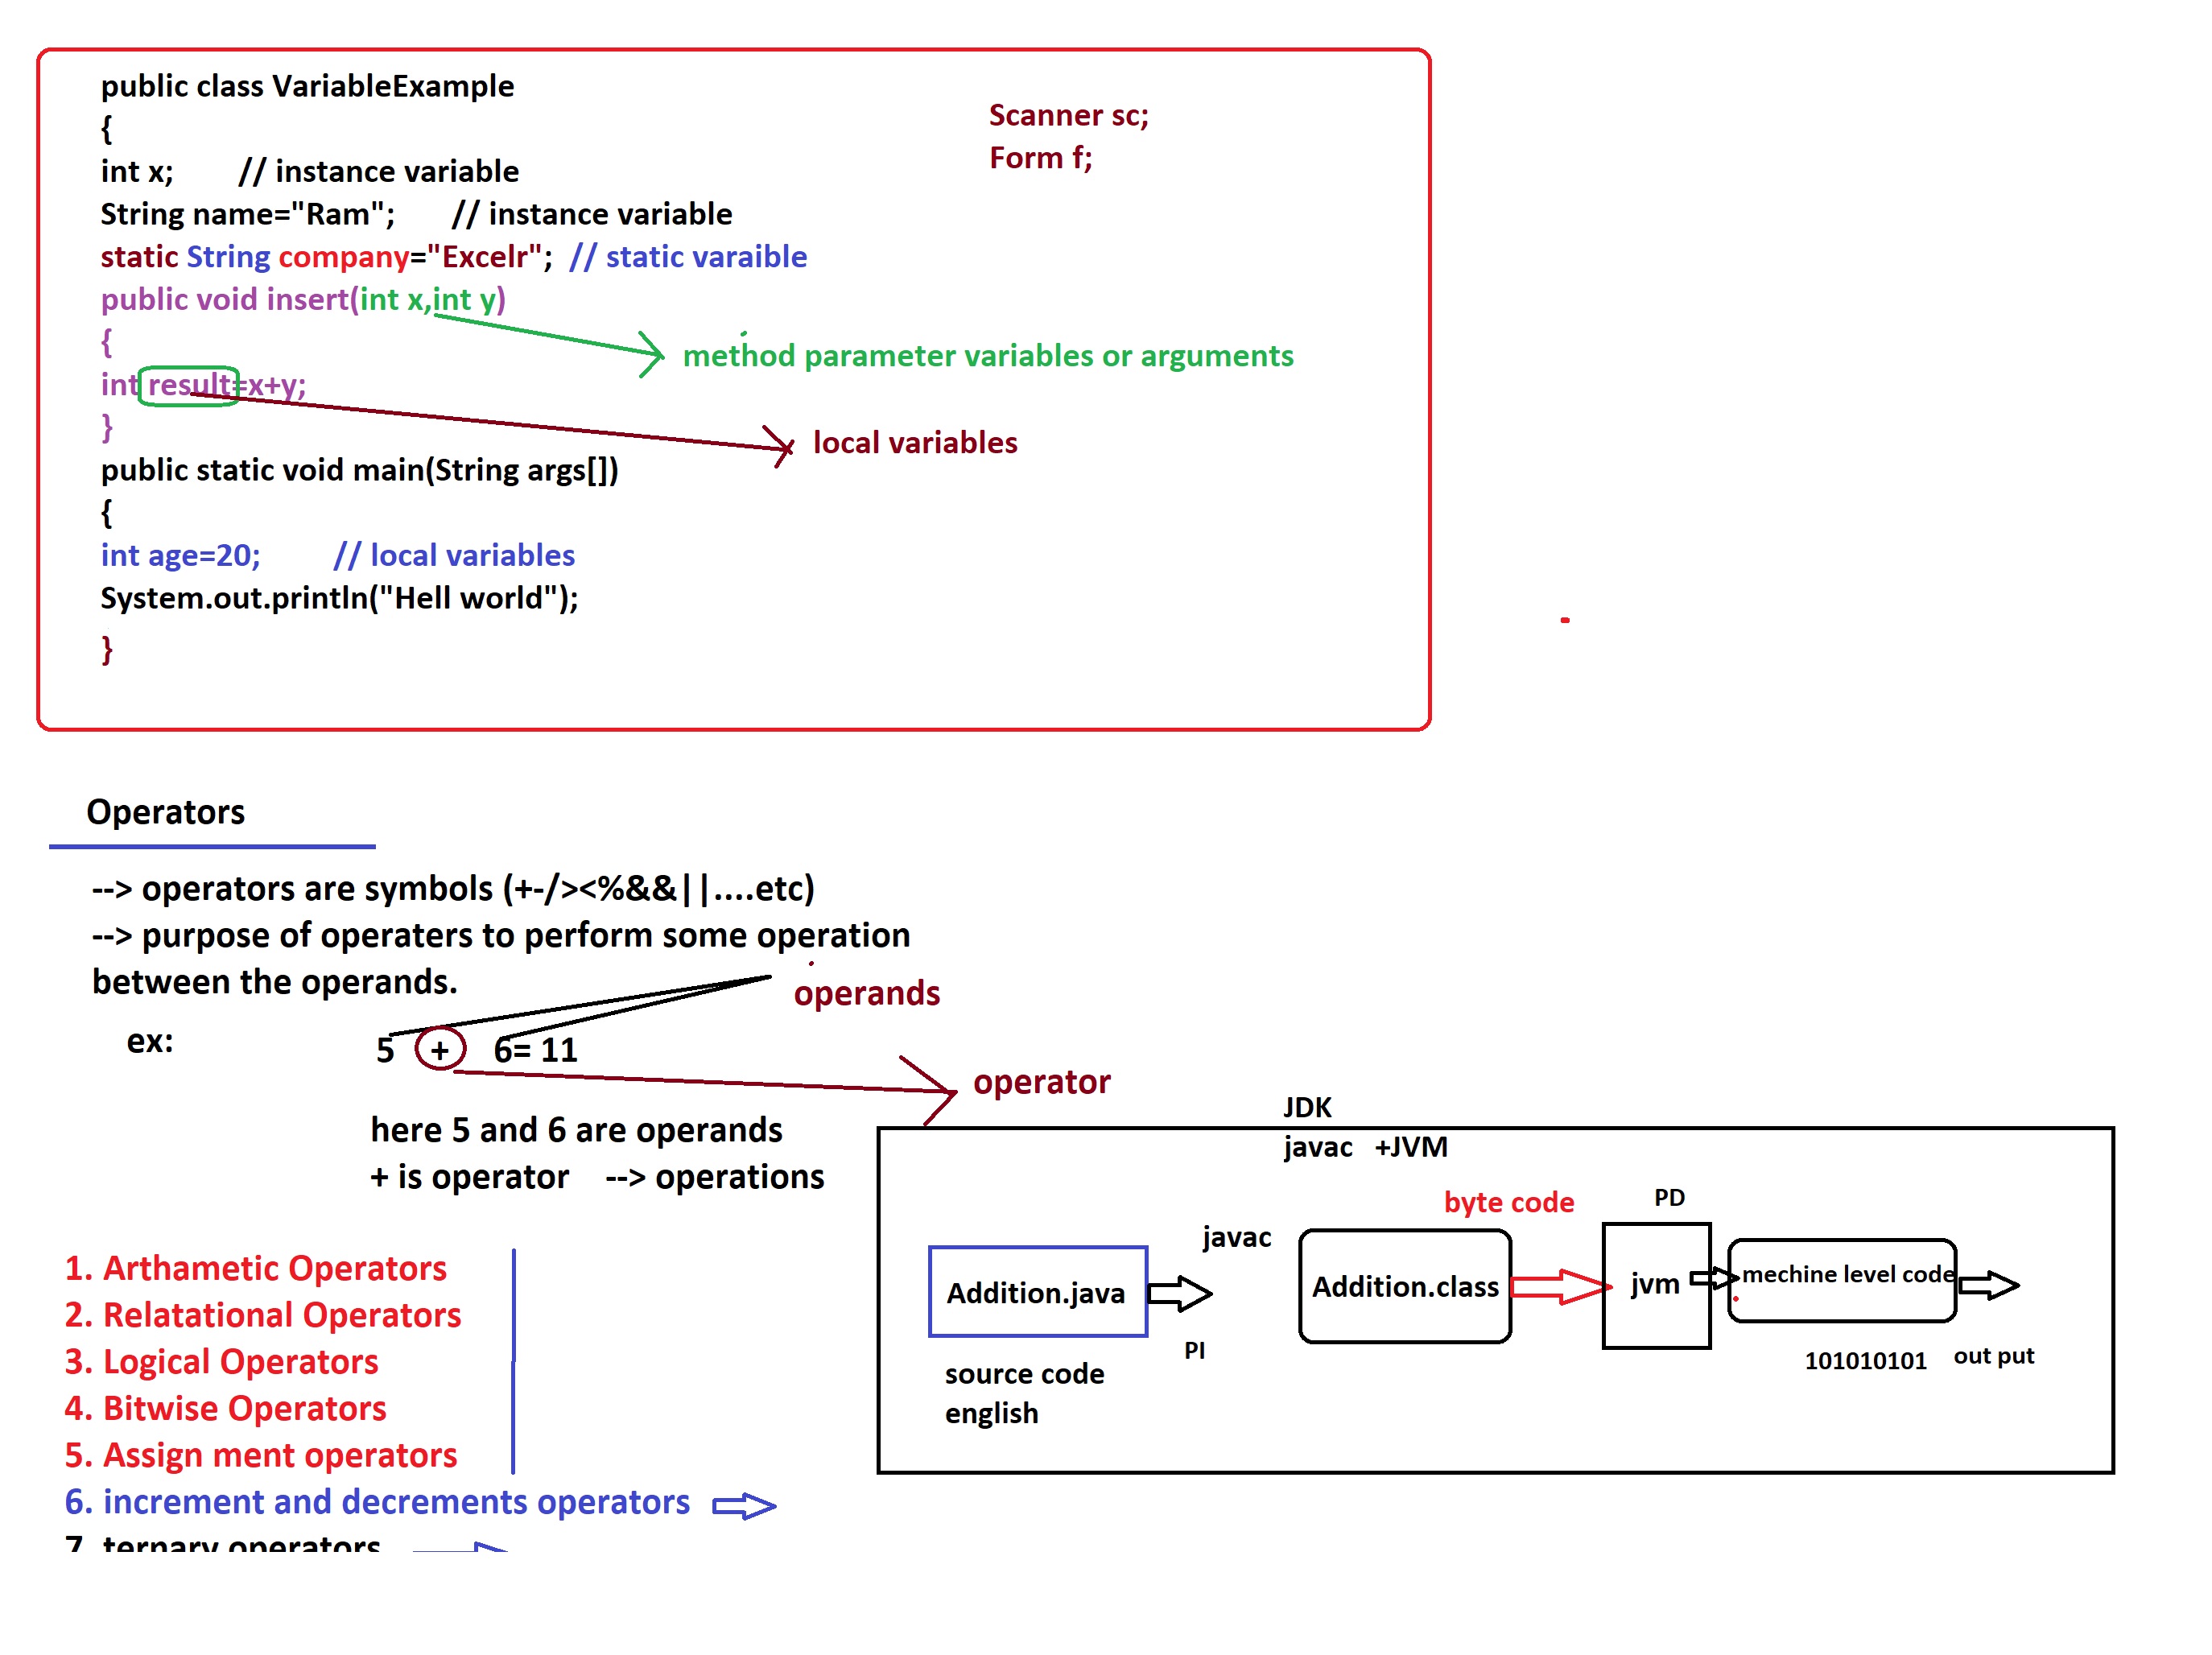 public class VariableExample
{
int x; // instance variable
String name="Ram"; // instance variable
static String company="Excelr"; // static varaible
public void insert(int x,int y)
{
int result=x+y;
}
public static void main(String args[])
{
int age=20; // local variables
System.out.println("Hell world");
}
Scanner sc;
Form f;
method parameter variables or arguments
local variables
Operators
--> operators are symbols (+-/><%&&||....etc)
--> purpose of operaters to perform some operation
between the operands.
operands
ex:
5 + 6= 11
operator
here 5 and 6 are operands
+ is operator --> operations
1. Arthametic Operators
2. Relatational Operators
3. Logical Operators
4. Bitwise Operators
5. Assign ment operators
6. increment and decrements operators
7. ternary operators
JDK
javac +JVM
byte code
PD
javac
Addition.java
Addition.class
jvm
mechine level code
PI
source code
english
101010101
out put